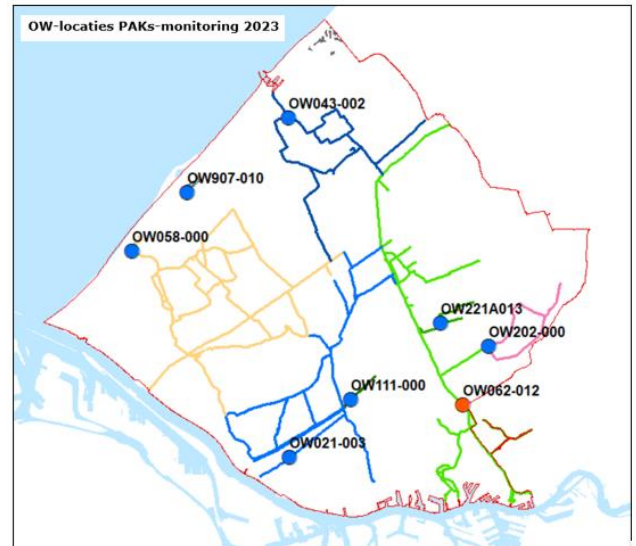 OW-locaties PAKs-monitoring 2023
OW043-002
OW907-010
OW058-000
OW221A013
OW202-000
OW111-000
OW062-012
OW021-003